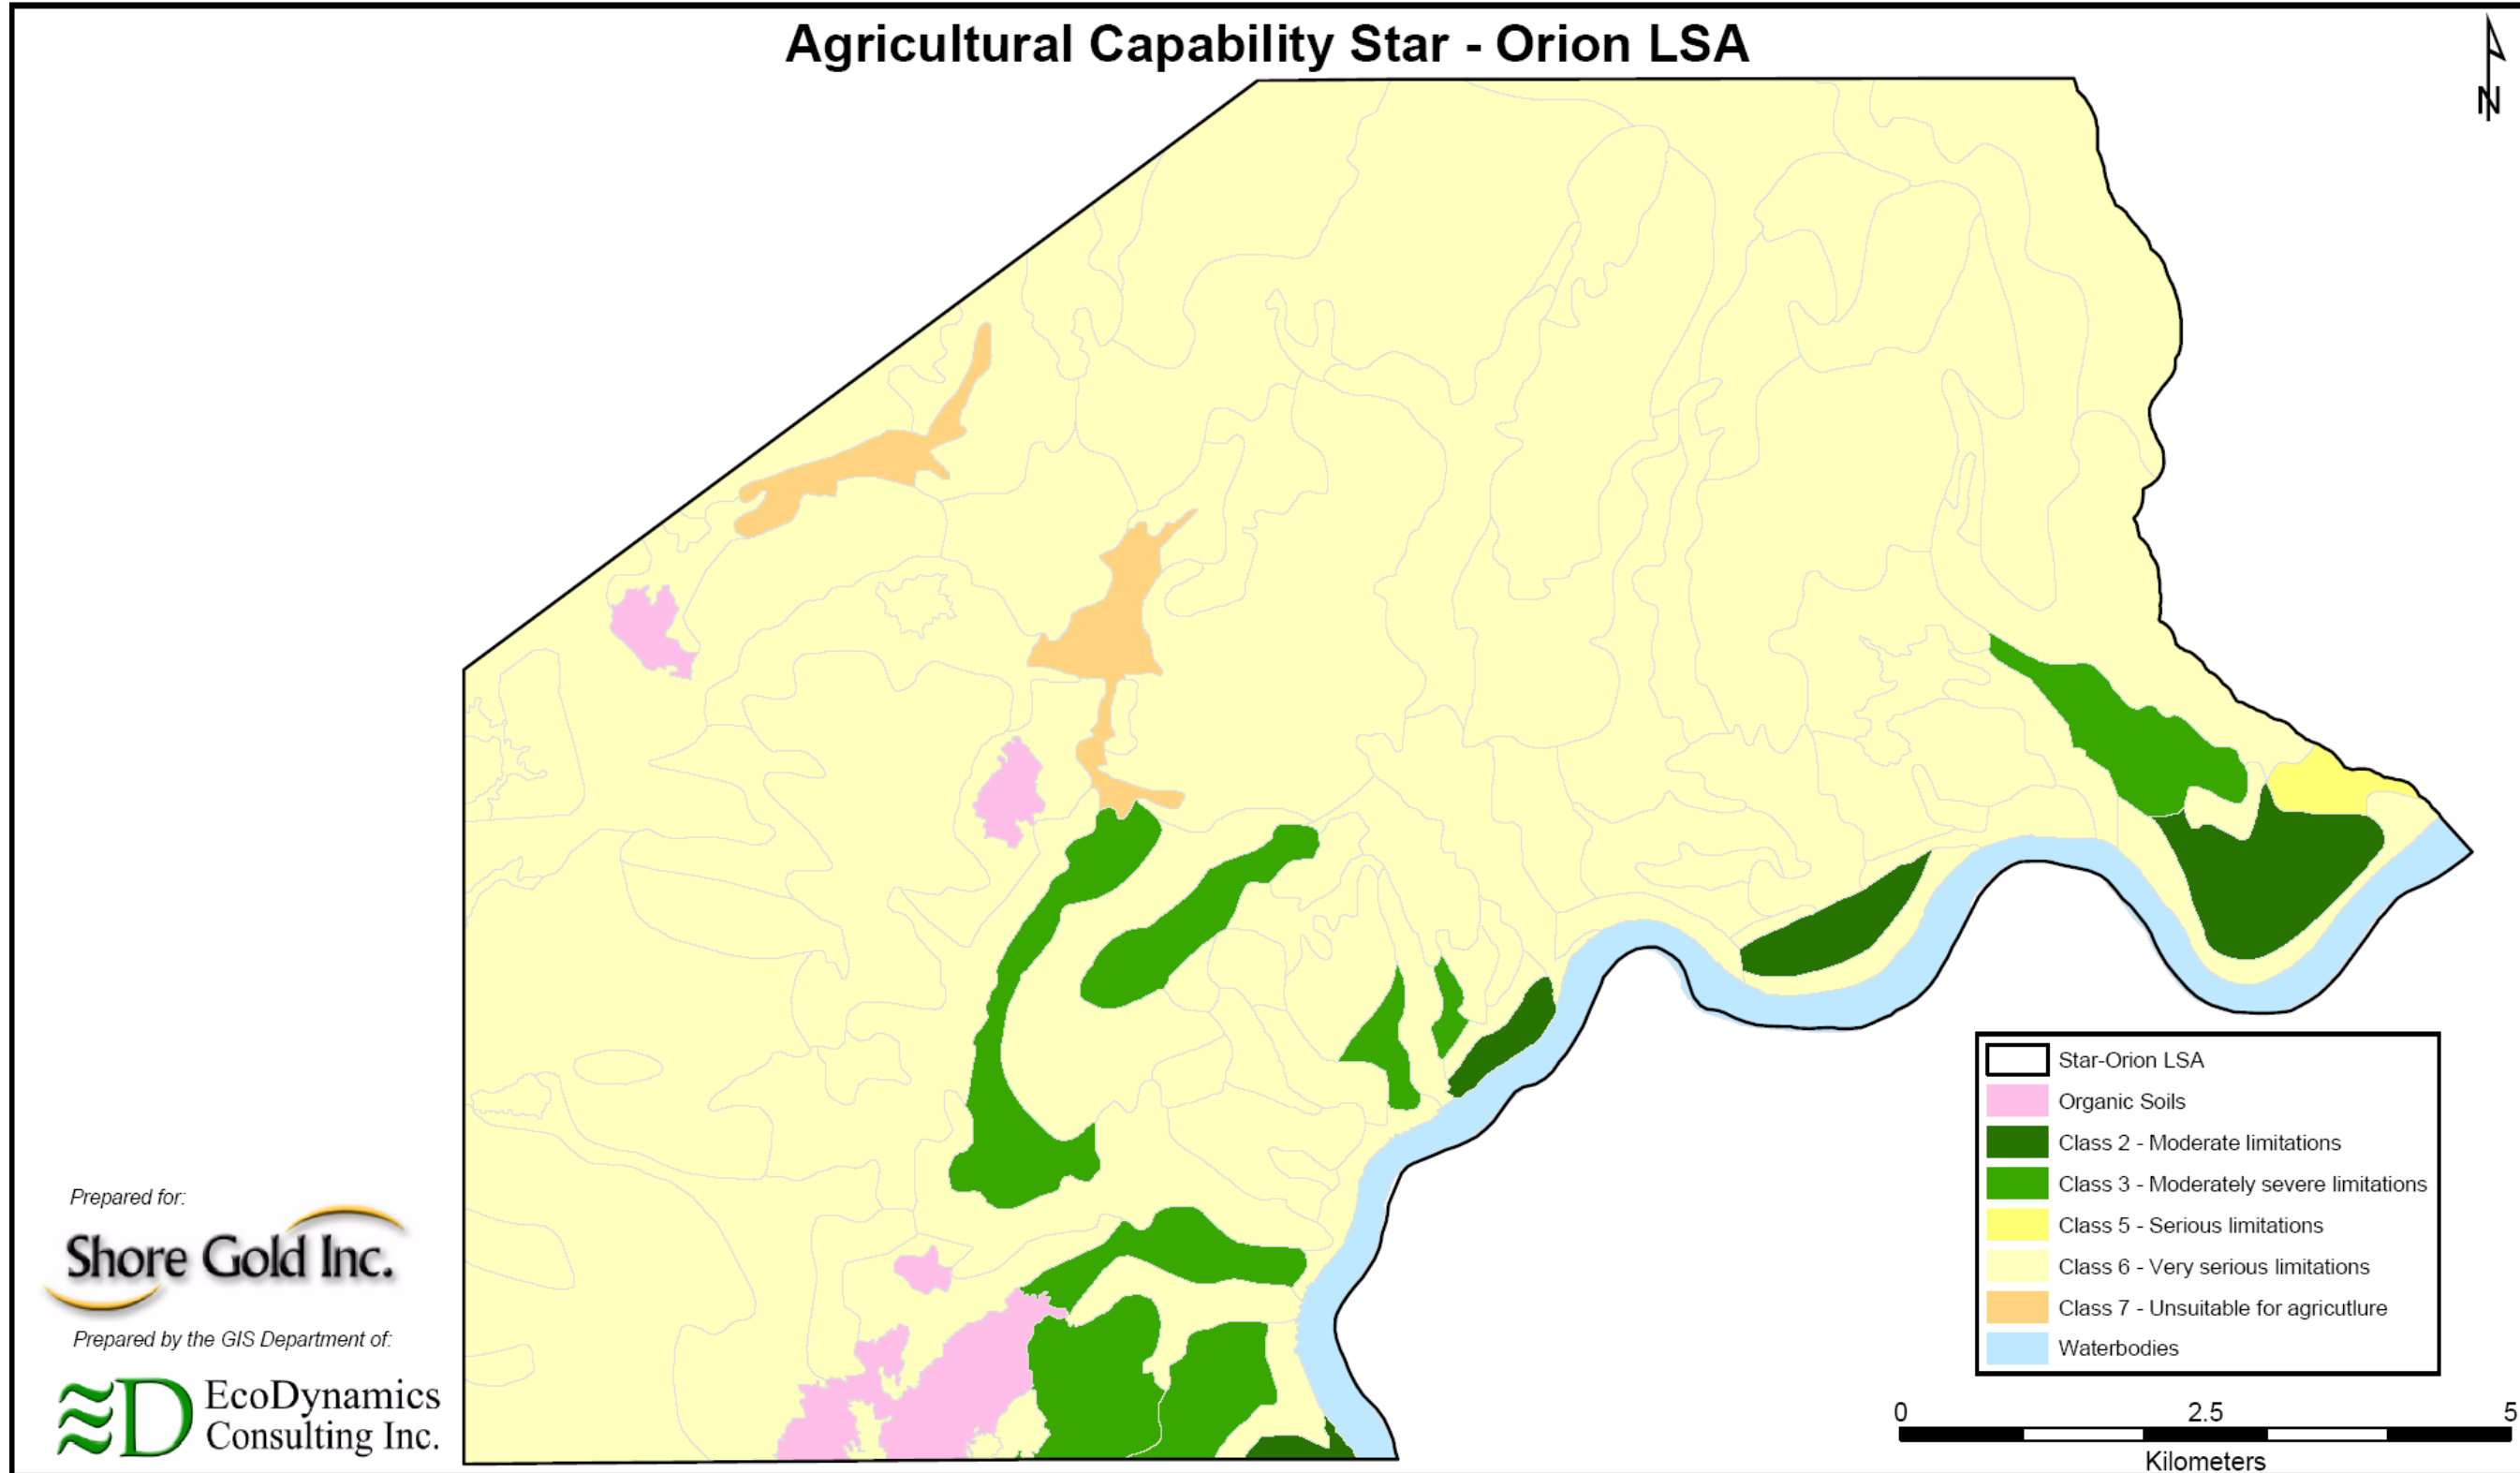 Agricultural Capability Star - Orion LSA
N
Star-Orion LSA
Organic Soils
Class 2 - Moderate limitations
Class 3 - Moderately severe limitations
Class 5 - Serious limitations
Class 6 - Very serious limitations
Class 7 - Unsuitable for agricutlure
Waterbodies
Prepared for:
Shore Gold Inc.
Prepared by the GIS Department of:
D EcoDynamics
Consulting Inc.
0 2.5 5
Kilometers